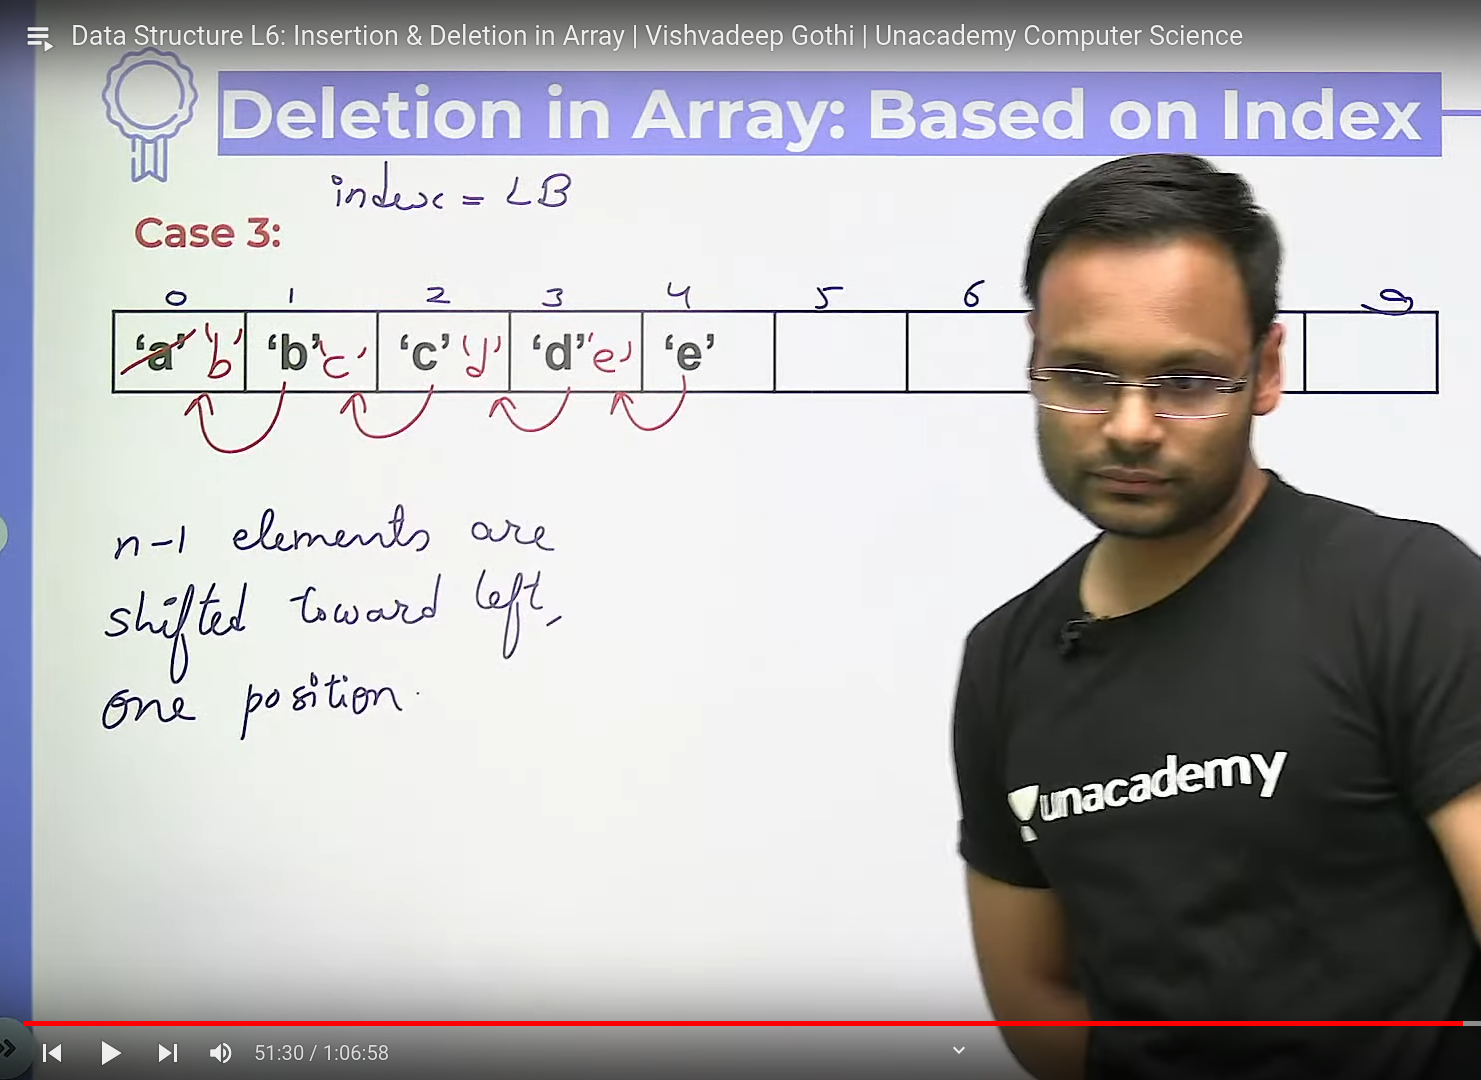 Data Structure L6: Insertion & Deletion in Array | Vishvadeep Gothi | Unacademy Computer Science
Deletion in Array: Based on Index
index = LB
Case 3:
0 1 2 3 4 5 6 9
'a' 'b' 'b' 'c' 'c' 'd' 'd' 'e' 'e'
n-1 elements are
shifted toward left,
one position.
unacademy
51:30 / 1:06:58